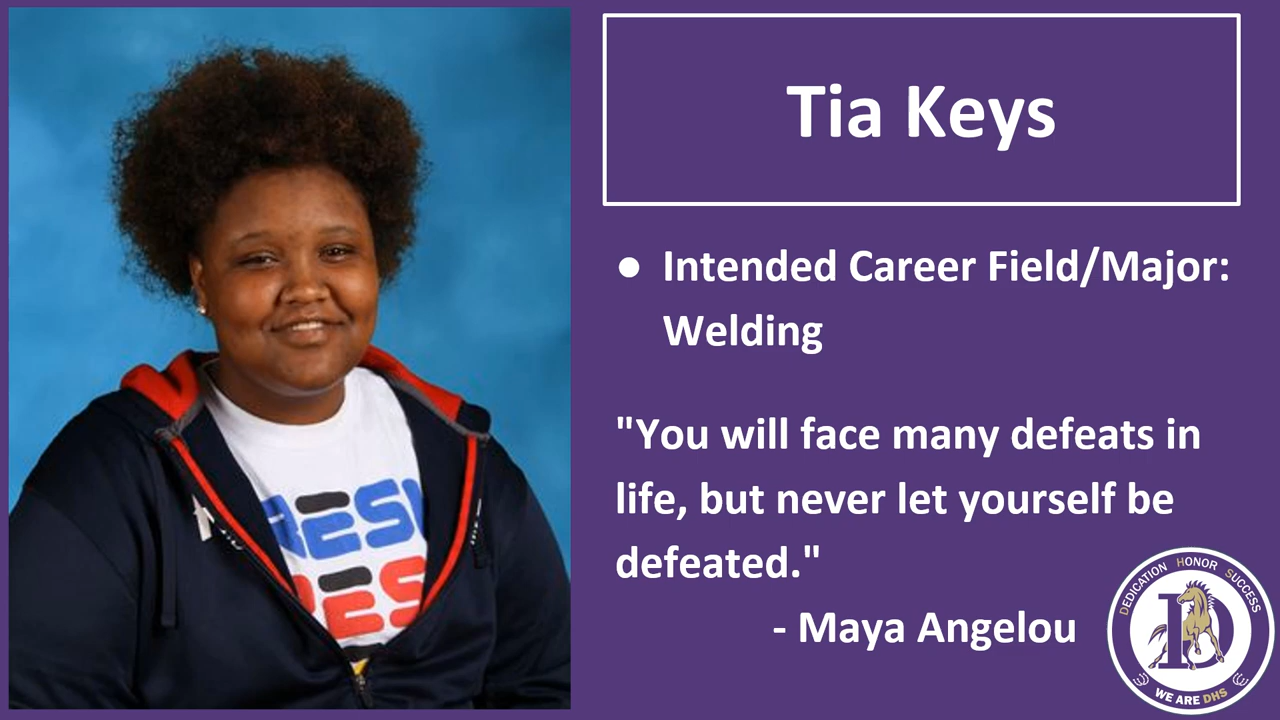 Tia Keys
● Intended Career Field/Major:
Welding
"You will face many defeats in
life, but never let yourself be
defeated."
- Maya Angelou
DEDICATION HONOR SUCCESS
D
WE ARE DHS